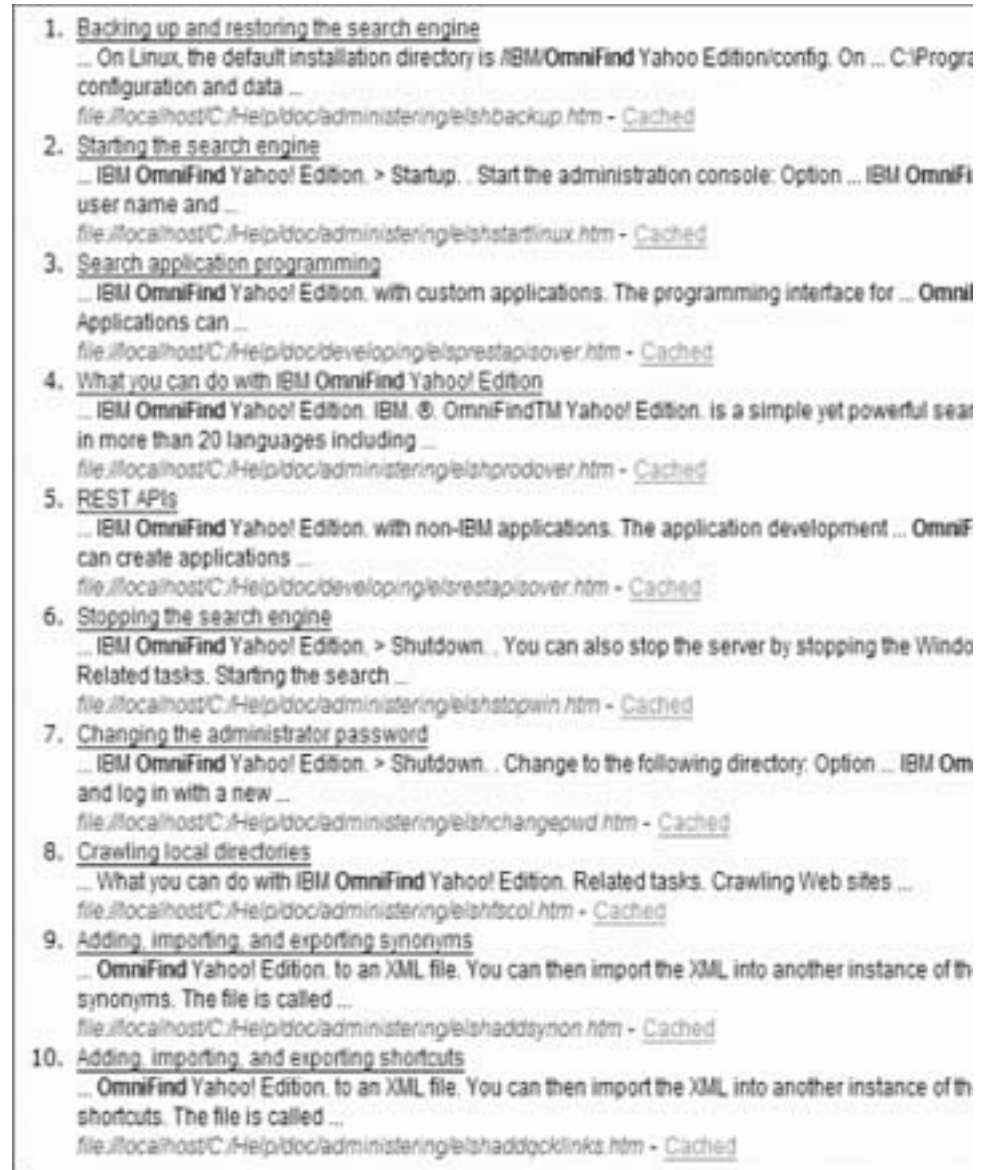 1. Backing up and restoring the search engine
... On Linux, the default installation directory is /IBM/OmniFind Yahoo Edition/config. On ... C:\Progra
configuration and data ...
file://localhost/C:/Help/doc/administering/elshbackup.htm - Cached
2. Starting the search engine
... IBM OmniFind Yahoo! Edition. > Startup. . Start the administration console: Option ... IBM OmniFi
user name and ...
file://localhost/C:/Help/doc/administering/elshstartlinux.htm - Cached
3. Search application programming
... IBM OmniFind Yahoo! Edition. with custom applications. The programming interface for ... Omni
Applications can ...
file://localhost/C:/Help/doc/developing/elsprestapisover.htm - Cached
4. What you can do with IBM OmniFind Yahoo! Edition
... IBM OmniFind Yahoo! Edition. IBM. ®. OmniFindTM Yahoo! Edition. is a simple yet powerful sear
in more than 20 languages including ...
file://localhost/C:/Help/doc/administering/elshprodover.htm - Cached
5. REST APIs
... IBM OmniFind Yahoo! Edition. with non-IBM applications. The application development ... OmniF
can create applications ...
file://localhost/C:/Help/doc/developing/elsrestapisover.htm - Cached
6. Stopping the search engine
... IBM OmniFind Yahoo! Edition. > Shutdown. . You can also stop the server by stopping the Windo
Related tasks. Starting the search ...
file://localhost/C:/Help/doc/administering/elshstopwin.htm - Cached
7. Changing the administrator password
... IBM OmniFind Yahoo! Edition. > Shutdown. . Change to the following directory: Option ... IBM Om
and log in with a new ...
file://localhost/C:/Help/doc/administering/elshchangepwd.htm - Cached
8. Crawling local directories
... What you can do with IBM OmniFind Yahoo! Edition. Related tasks. Crawling Web sites ...
file://localhost/C:/Help/doc/administering/elshfscol.htm - Cached
9. Adding, importing, and exporting synonyms
... OmniFind Yahoo! Edition. to an XML file. You can then import the XML into another instance of th
synonyms. The file is called ...
file://localhost/C:/Help/doc/administering/elshaddsynon.htm - Cached
10. Adding, importing, and exporting shortcuts
... OmniFind Yahoo! Edition. to an XML file. You can then import the XML into another instance of th
shortcuts. The file is called ...
file://localhost/C:/Help/doc/administering/elshaddqcklinks.htm - Cached